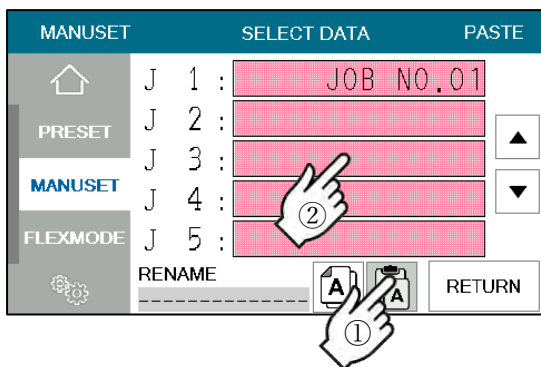 MANUSET SELECT DATA PASTE
J 1 : JOB NO.01
PRESET J 2 :
J 3 : ▲
MANUSET J 4 : ② ▼
FLEXMODE J 5 :
RENAME A A RETURN
--------------
①